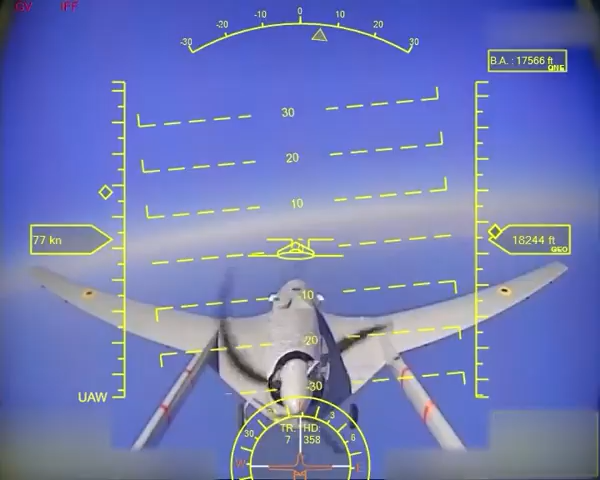 GV IFF
-30 -20 -10 0 10 20 30
B.A. : 17566 ft
QNE
30
20
10
77 kn
18244 ft
GEO
-10
-20
-30
UAW
TR: HD:
7 358
30 3 6
W E